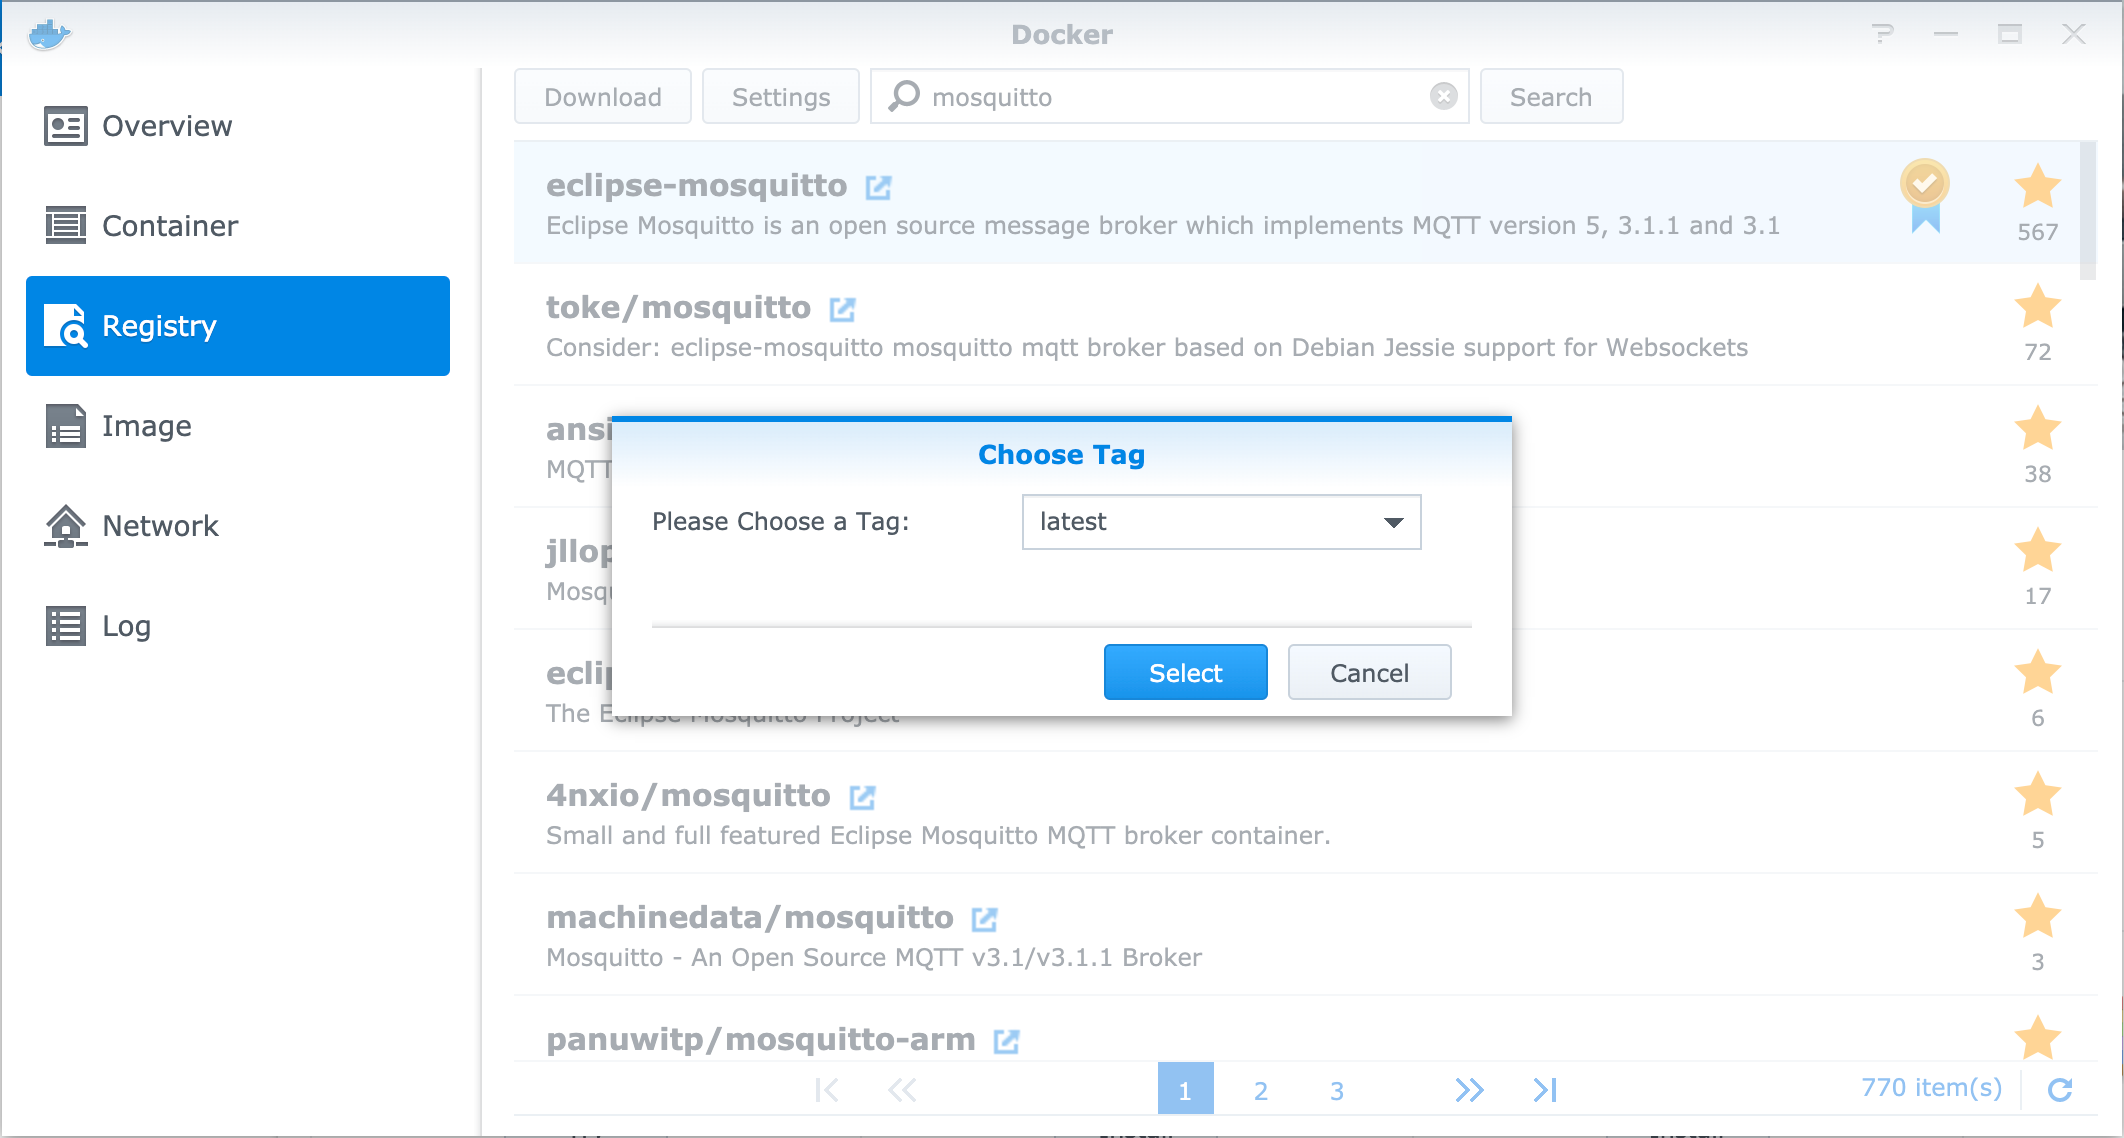 Docker
Overview
Container
Registry
Image
Network
Log
Download
Settings
mosquitto
Search
eclipse-mosquitto
Eclipse Mosquitto is an open source message broker which implements MQTT version 5, 3.1.1 and 3.1
567
toke/mosquitto
Consider: eclipse-mosquitto mosquitto mqtt broker based on Debian Jessie support for Websockets
72
MQTT
38
17
The Eclipse Mosquitto Project
6
Choose Tag
Please Choose a Tag:
latest
Select
Cancel
4nxio/mosquitto
Small and full featured Eclipse Mosquitto MQTT broker container.
5
machinedata/mosquitto
Mosquitto - An Open Source MQTT v3.1/v3.1.1 Broker
3
panuwitp/mosquitto-arm
1 2 3
770 item(s)